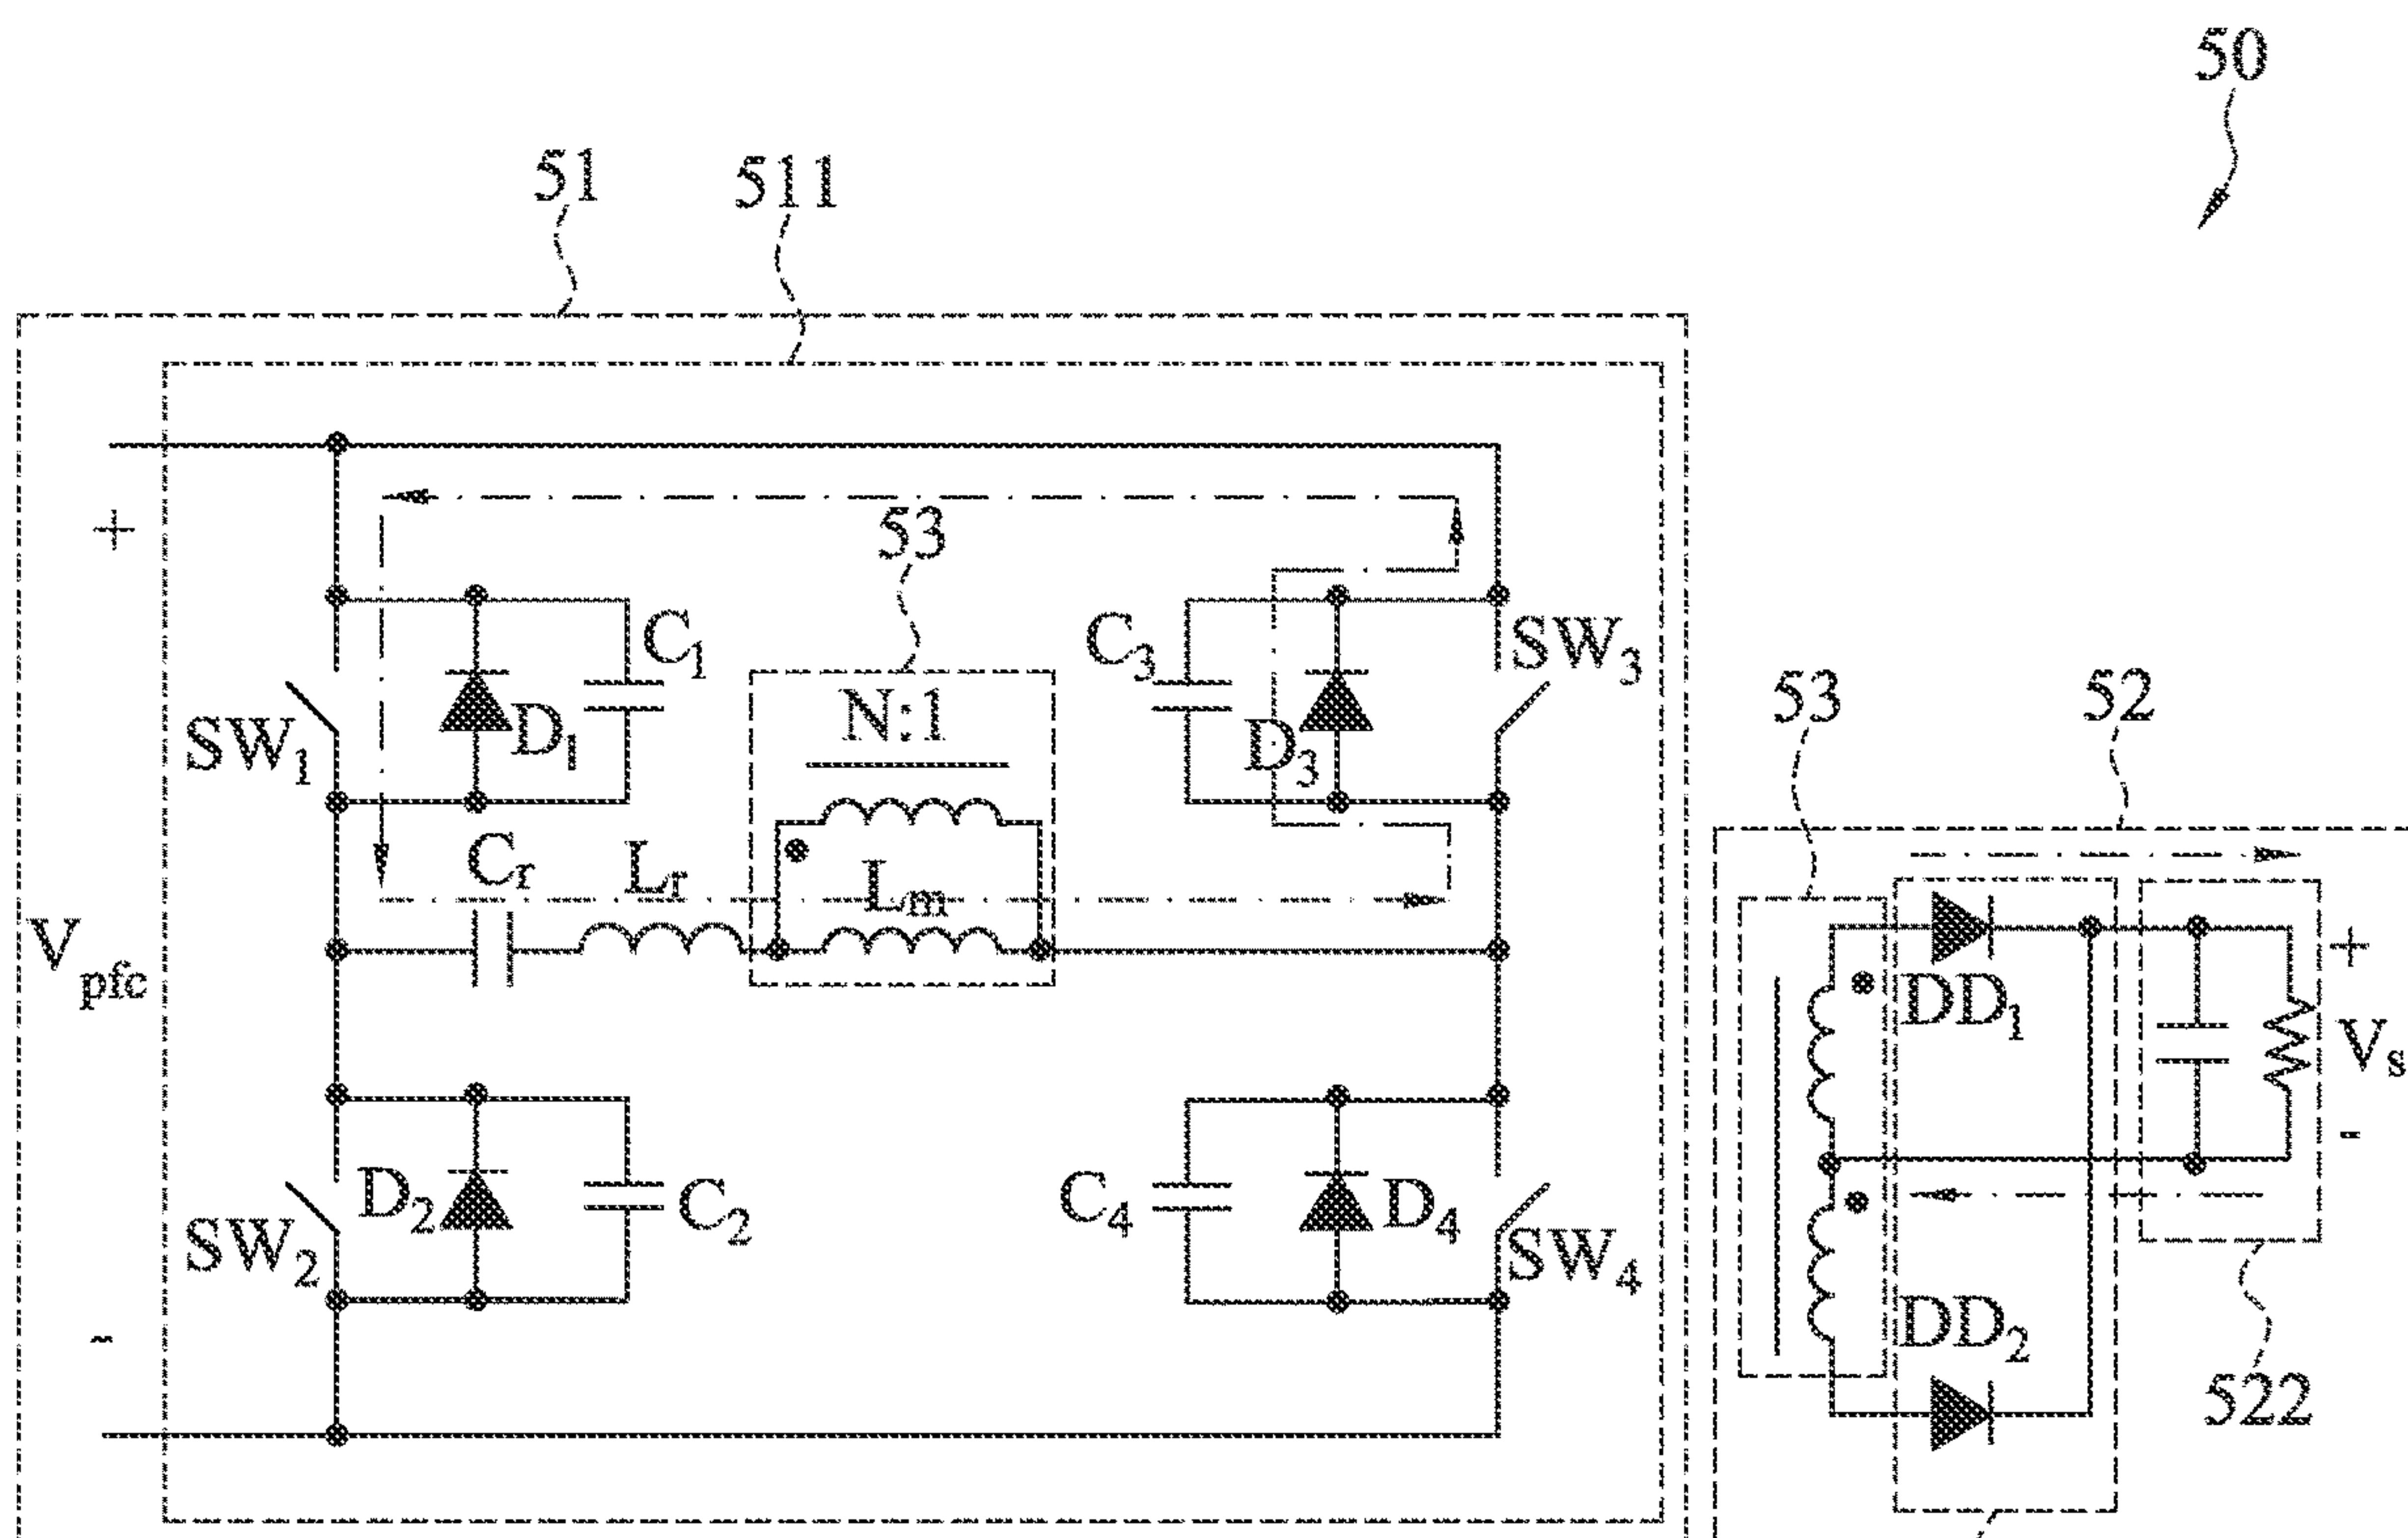 50
51
511
+
53
C1
C3
SW3
N:1
SW1
D1
D3
53
52
Cr
Lr
Lm
Vpfc
+
DD1
Vs
-
D2
C2
C4
D4
SW2
SW4
DD2
-
522